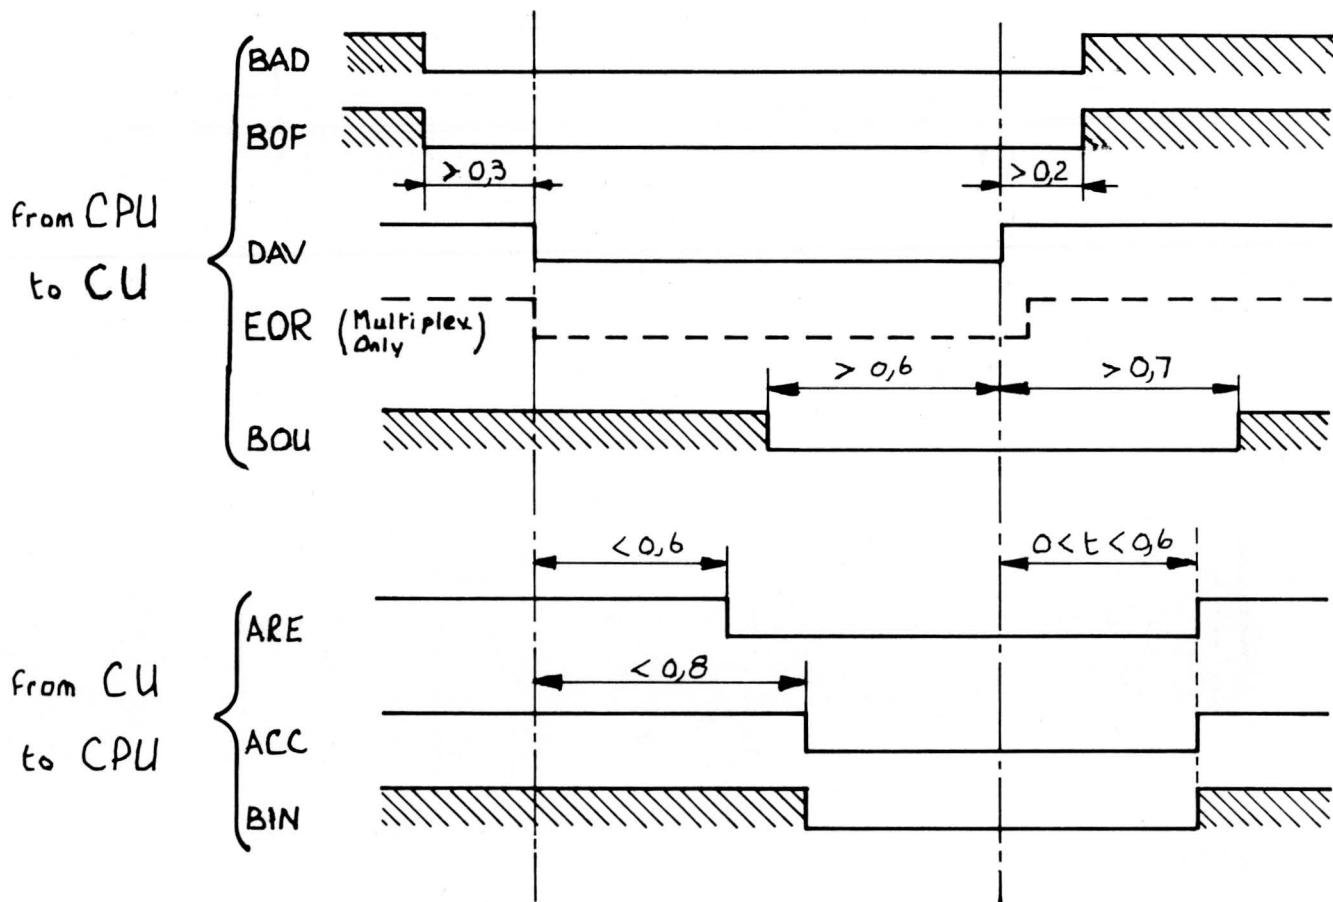 BAD
BOF
> 0,3
> 0,2
from CPU
to CU
DAV
EOR (Multiplex Only)
> 0,6
> 0,7
BOU
< 0,6
0 < t < 0,6
ARE
< 0,8
from CU
to CPU
ACC
BIN